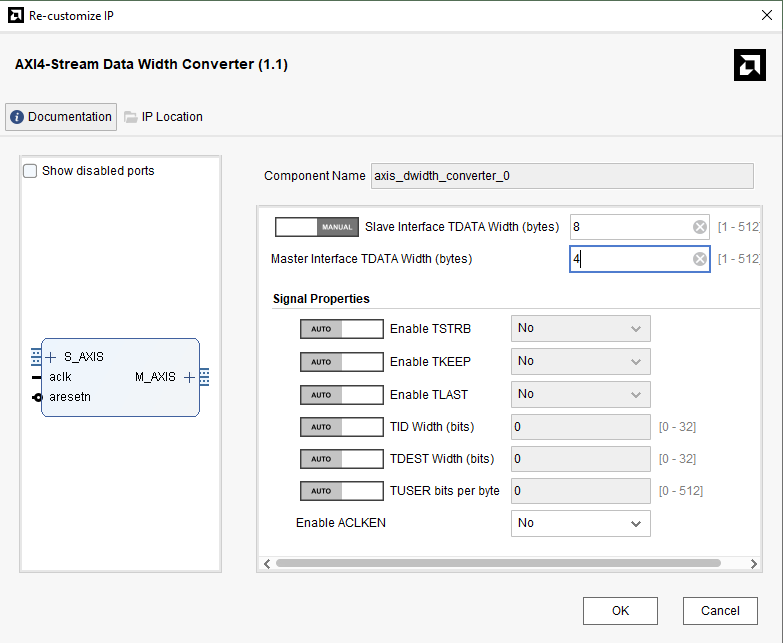 Re-customize IP
AXI4-Stream Data Width Converter (1.1)
Documentation IP Location
Show disabled ports
S_AXIS
aclk
M_AXIS
aresetn
Component Name axis_dwidth_converter_0
MANUAL Slave Interface TDATA Width (bytes) 8 [1 - 512]
Master Interface TDATA Width (bytes) 4 [1 - 512]
Signal Properties
AUTO Enable TSTRB No
AUTO Enable TKEEP No
AUTO Enable TLAST No
AUTO TID Width (bits) 0 [0 - 32]
AUTO TDEST Width (bits) 0 [0 - 32]
AUTO TUSER bits per byte 0 [0 - 512]
Enable ACLKEN No
OK Cancel